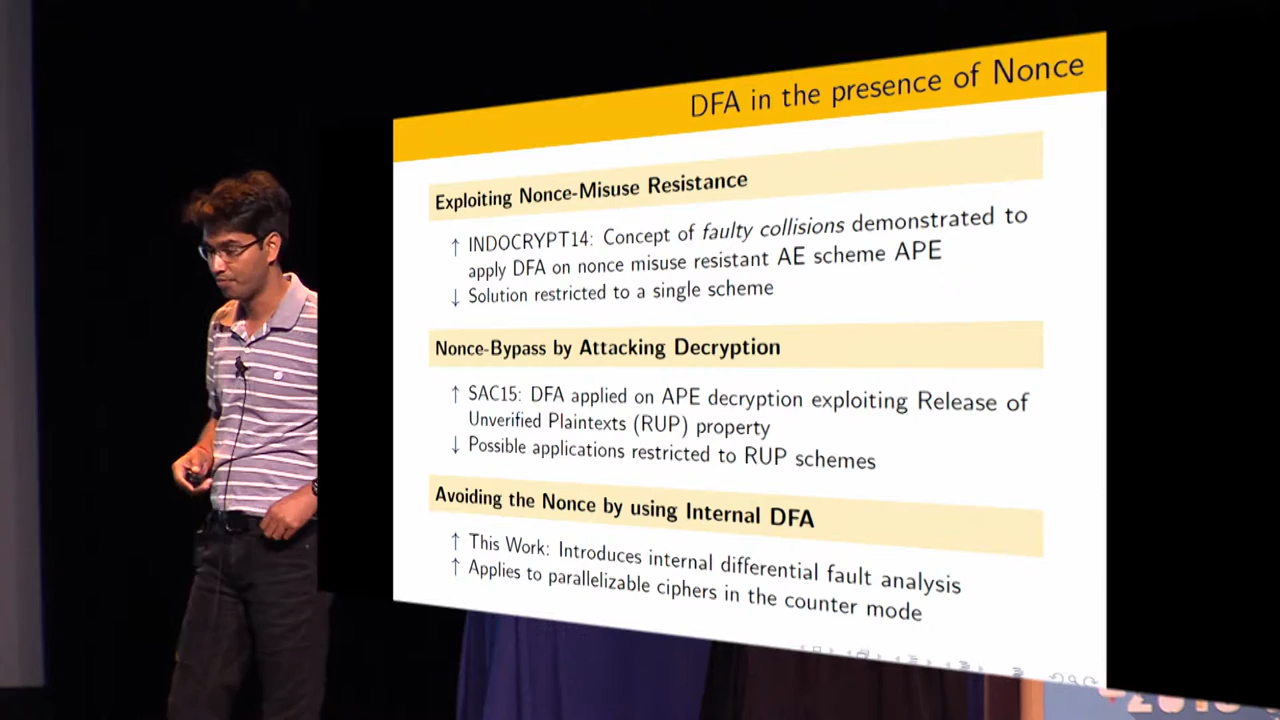 DFA in the presence of Nonce
Exploiting Nonce-Misuse Resistance
↑ INDOCRYPT14: Concept of faulty collisions demonstrated to
apply DFA on nonce misuse resistant AE scheme APE
↓ Solution restricted to a single scheme
Nonce-Bypass by Attacking Decryption
↑ SAC15: DFA applied on APE decryption exploiting Release of
Unverified Plaintexts (RUP) property
↓ Possible applications restricted to RUP schemes
Avoiding the Nonce by using Internal DFA
↑ This Work: Introduces internal differential fault analysis
↑ Applies to parallelizable ciphers in the counter mode